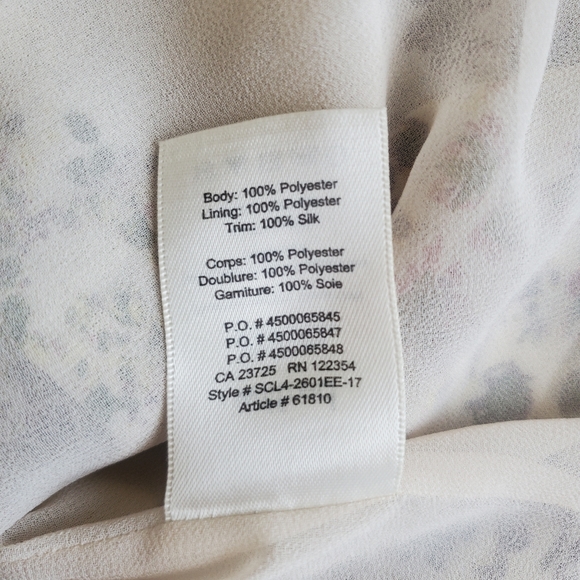 Body: 100% Polyester
Lining: 100% Polyester
Trim: 100% Silk
Corps: 100% Polyester
Doublure: 100% Polyester
Garniture: 100% Soie
P.O. # 4500065845
P.O. # 4500065847
P.O. # 4500065848
CA 23725 RN 122354
Style # SCL4-2601EE-17
Article # 61810